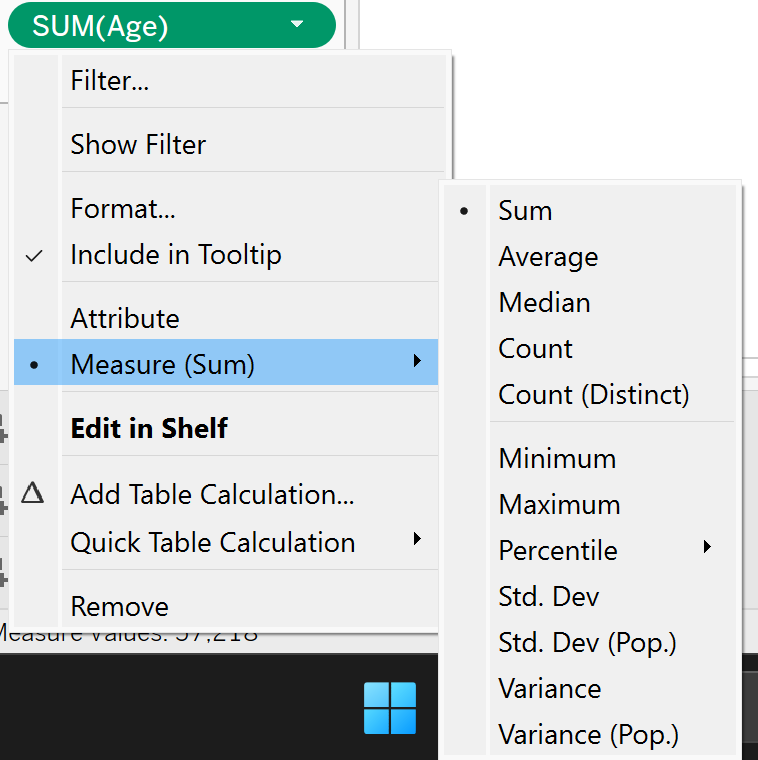 SUM(Age)
Filter...
Show Filter
Format...
Include in Tooltip
Attribute
Measure (Sum)
Edit in Shelf
Add Table Calculation...
Quick Table Calculation
Remove
Measure Values: 57,218
Sum
Average
Median
Count
Count (Distinct)
Minimum
Maximum
Percentile
Std. Dev
Std. Dev (Pop.)
Variance
Variance (Pop.)